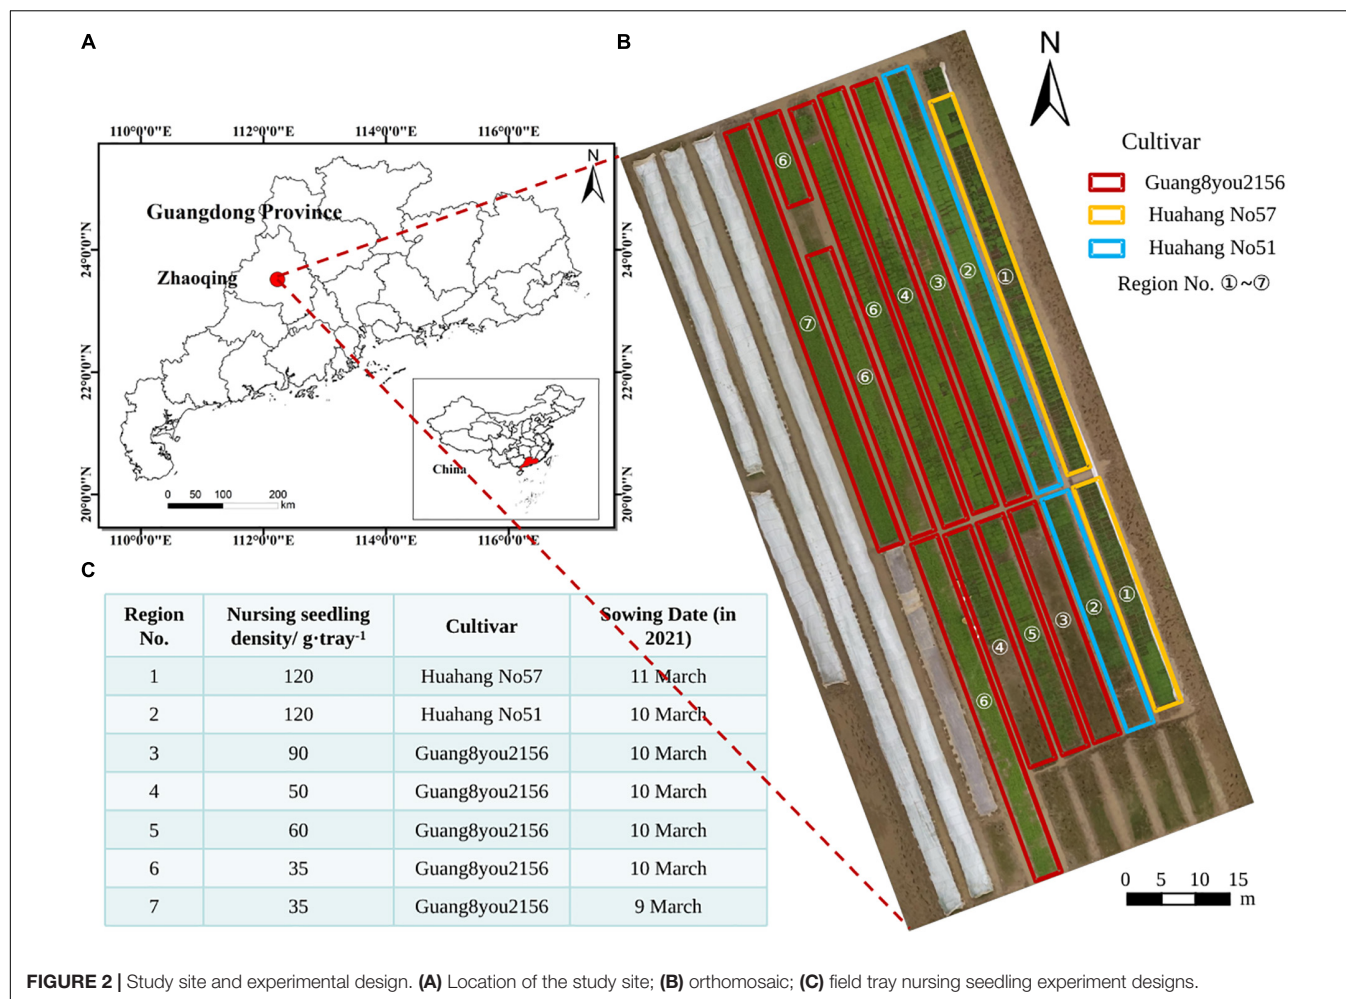 A
110°0'0"E 112°0'0"E 114°0'0"E 116°0'0"E
N
Guangdong Province
Zhaoqing
24°0'0"N
22°0'0"N
20°0'0"N
24°0'0"N
22°0'0"N
20°0'0"N
China
0 50 100 200
km
110°0'0"E 112°0'0"E 114°0'0"E 116°0'0"E
B
N
Cultivar
Guang8you2156
Huahang No57
Huahang No51
Region No. ①~⑦
⑥
①
②
③
④
⑥
⑦
⑥
①
②
③
⑤
④
⑥
0 5 10 15
m
C
Region No. | Nursing seedling density/ g·tray⁻¹ | Cultivar | Sowing Date (in 2021)
1 120 Huahang No57 11 March
2 120 Huahang No51 10 March
3 90 Guang8you2156 10 March
4 50 Guang8you2156 10 March
5 60 Guang8you2156 10 March
6 35 Guang8you2156 10 March
7 35 Guang8you2156 9 March
FIGURE 2 | Study site and experimental design. (A) Location of the study site; (B) orthomosaic; (C) field tray nursing seedling experiment designs.